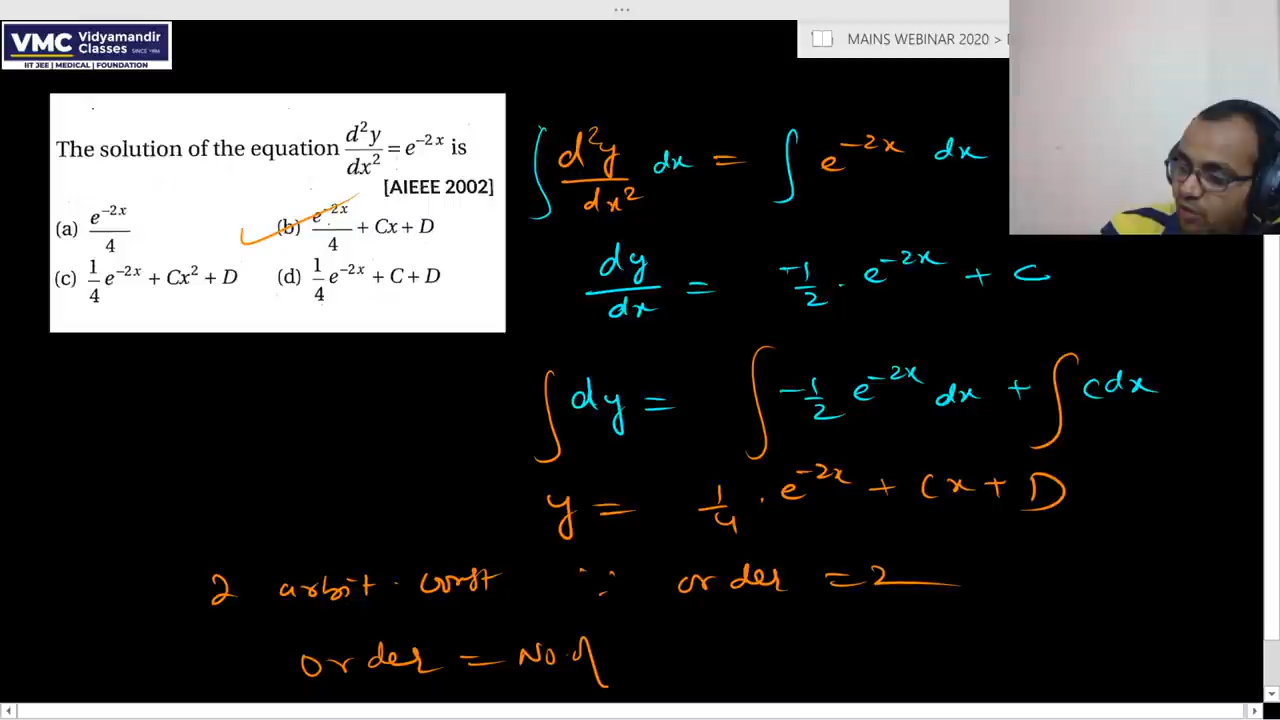 VMC Vidyamandir Classes SINCE 1986
IIT JEE | MEDICAL | FOUNDATION
MAINS WEBINAR 2020 >
The solution of the equation d²y/dx² = e^{-2x} is
[AIEEE 2002]
(a) e^{-2x}/4
(b) e^{-2x}/4 + Cx + D
(c) 1/4 e^{-2x} + Cx² + D
(d) 1/4 e^{-2x} + C + D
∫ d²y/dx² dx = ∫ e^{-2x} dx
dy/dx = -1/2 · e^{-2x} + C
∫ dy = ∫ -1/2 e^{-2x} dx + ∫ C dx
y = 1/4 · e^{-2x} + Cx + D
2 arbit. const ∵ order = 2
order = No. of